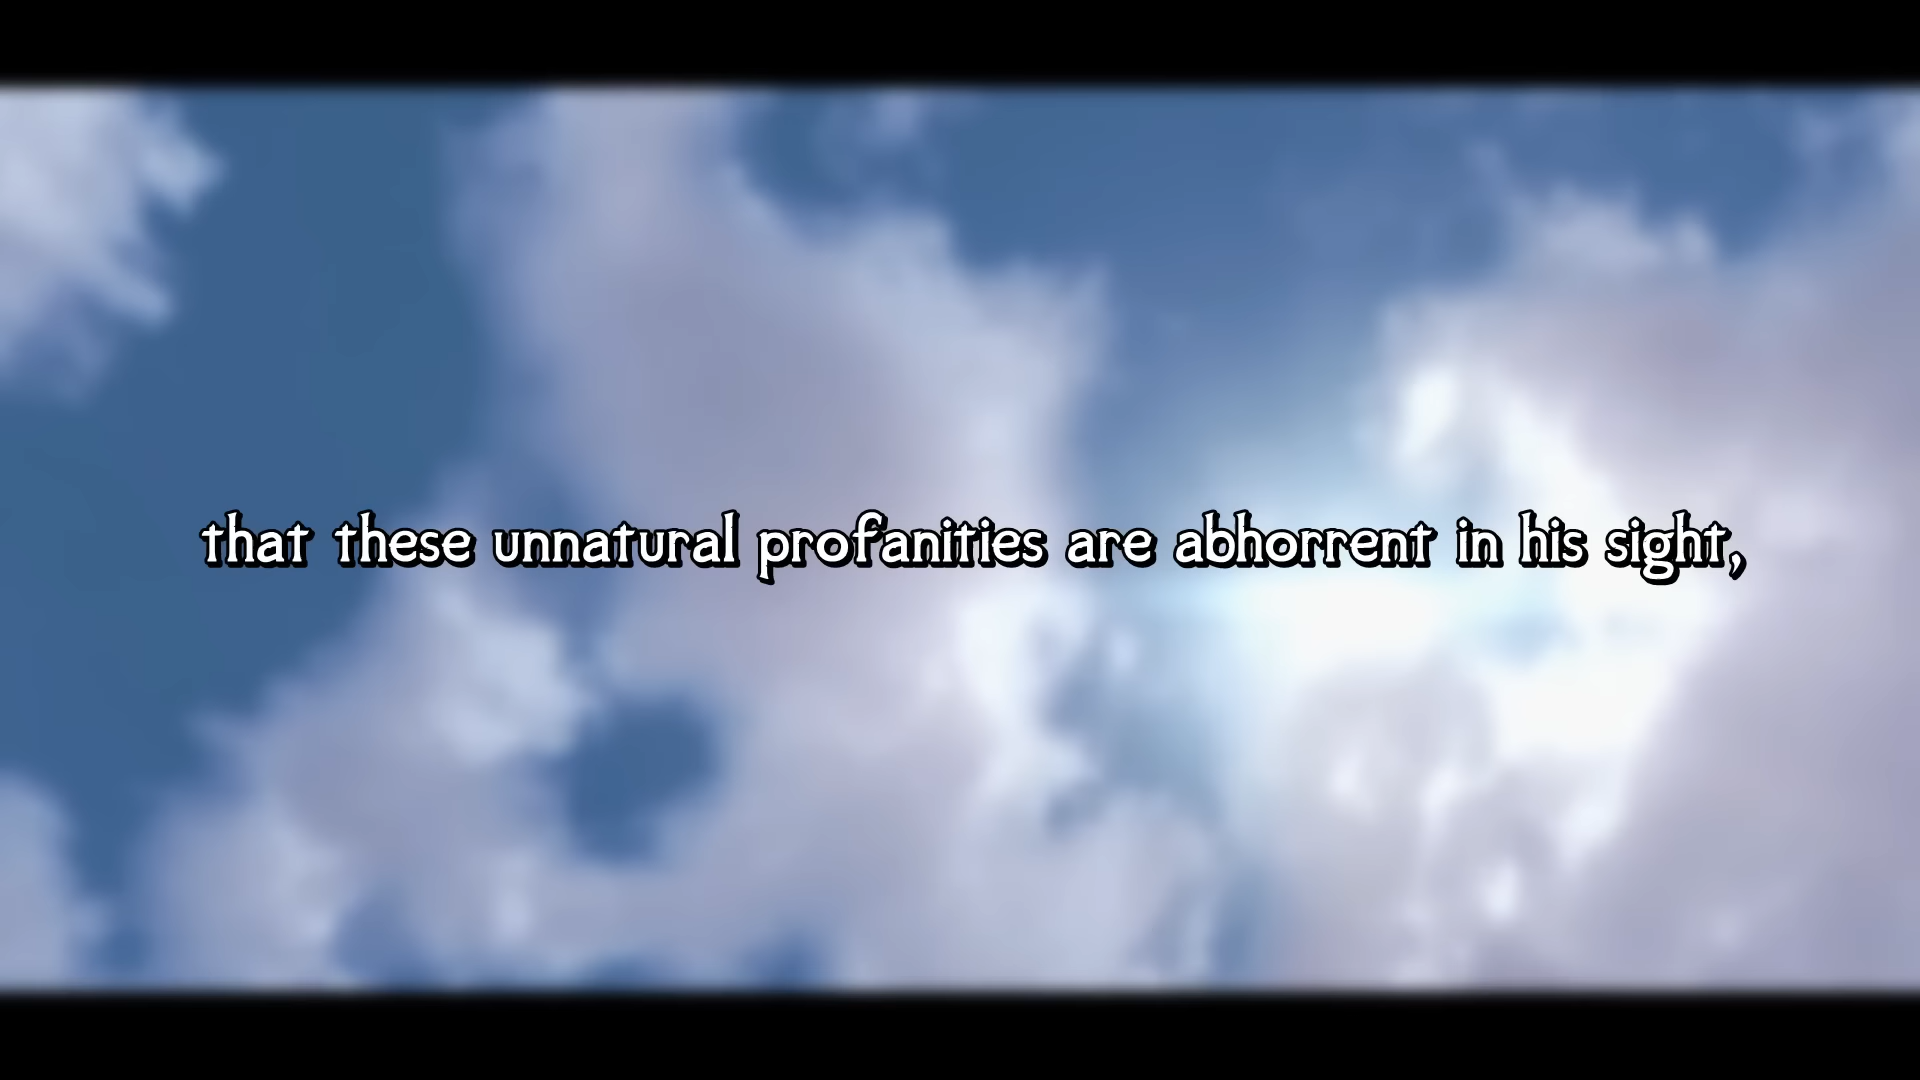 that these unnatural profanities are abhorrent in his sight,